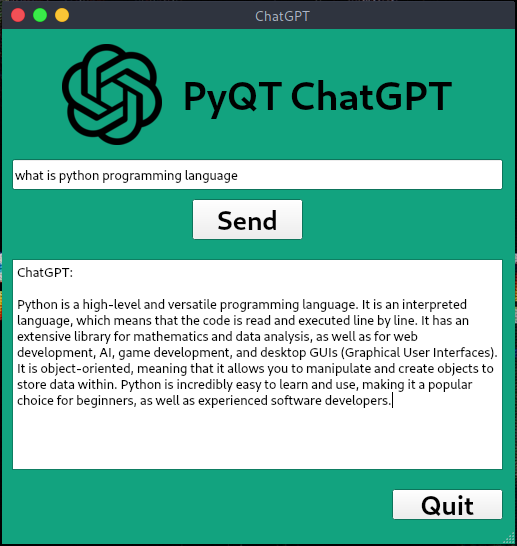 ChatGPT
PyQT ChatGPT
what is python programming language
Send
ChatGPT:
Python is a high-level and versatile programming language. It is an interpreted
language, which means that the code is read and executed line by line. It has an
extensive library for mathematics and data analysis, as well as for web
development, AI, game development, and desktop GUIs (Graphical User Interfaces).
It is object-oriented, meaning that it allows you to manipulate and create objects to
store data within. Python is incredibly easy to learn and use, making it a popular
choice for beginners, as well as experienced software developers.
Quit